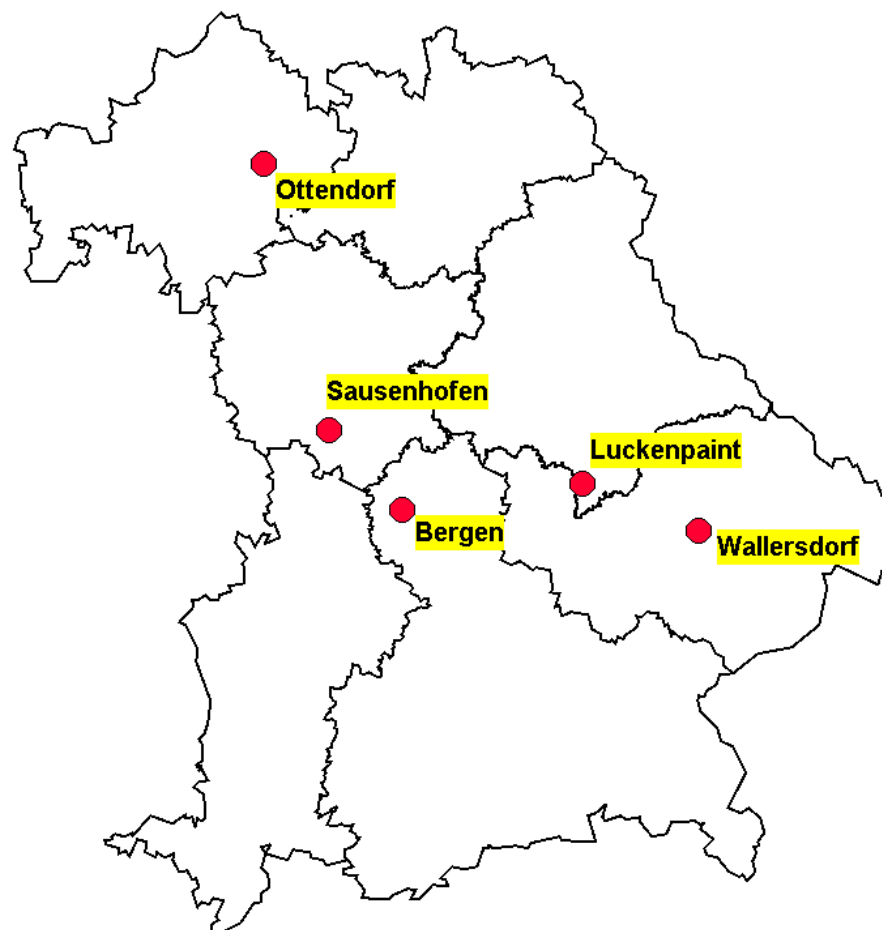 Ottendorf
Sausenhofen
Luckenpaint
Bergen
Wallersdorf